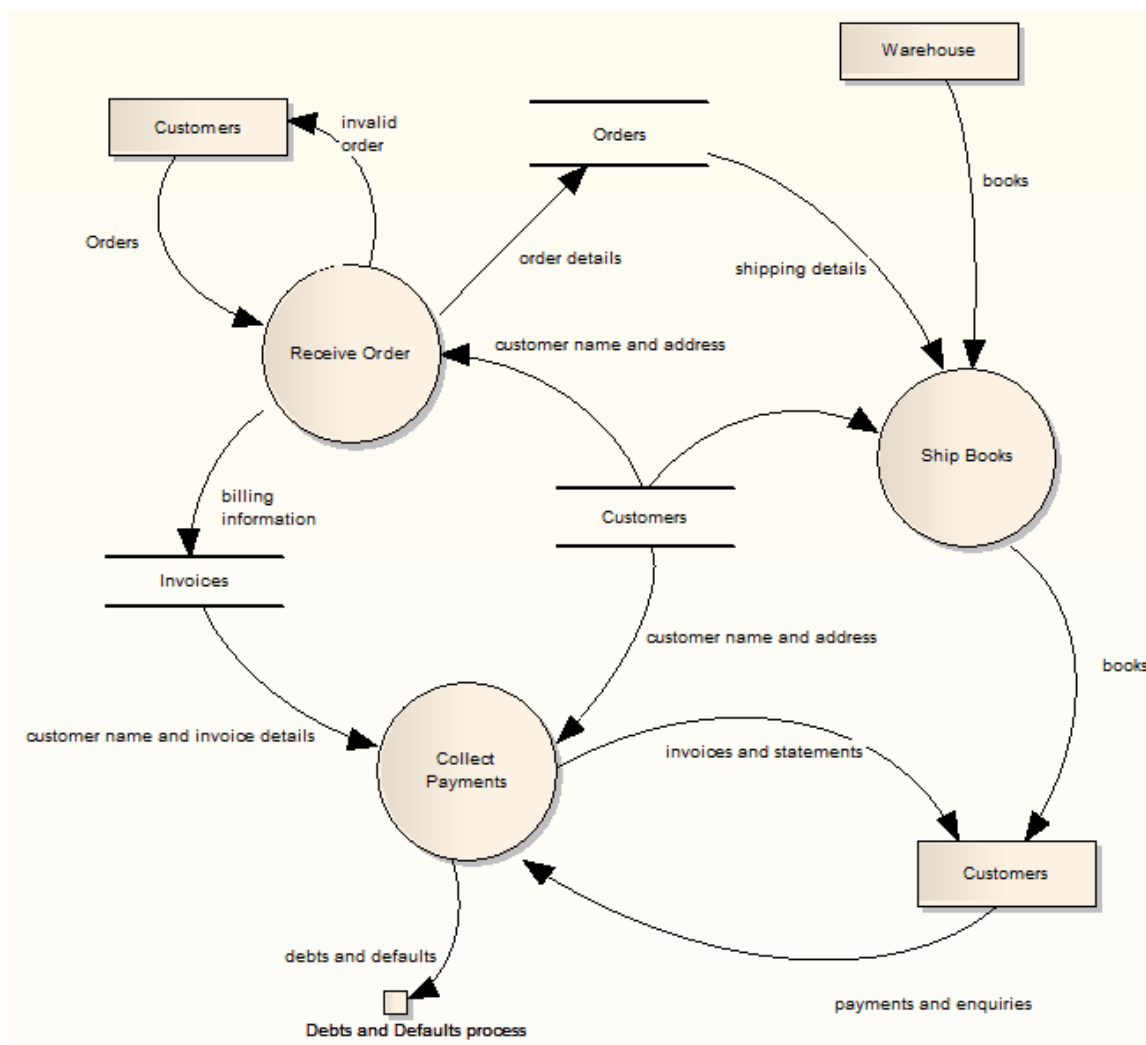 Warehouse
Customers
invalid
order
Orders
books
Orders
order details
shipping details
customer name and address
Receive Order
Ship Books
billing
information
Customers
Invoices
customer name and address
books
customer name and invoice details
Collect
Payments
invoices and statements
Customers
debts and defaults
payments and enquiries
Debts and Defaults process